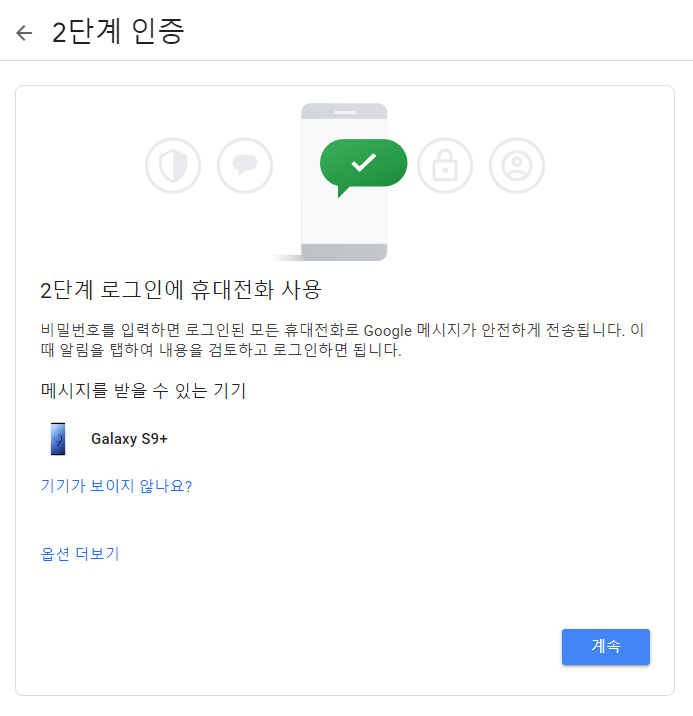 2단계 인증
2단계 로그인에 휴대전화 사용
비밀번호를 입력하면 로그인된 모든 휴대전화로 Google 메시지가 안전하게 전송됩니다. 이
때 알림을 탭하여 내용을 검토하고 로그인하면 됩니다.
메시지를 받을 수 있는 기기
Galaxy S9+
기기가 보이지 않나요?
옵션 더보기
계속